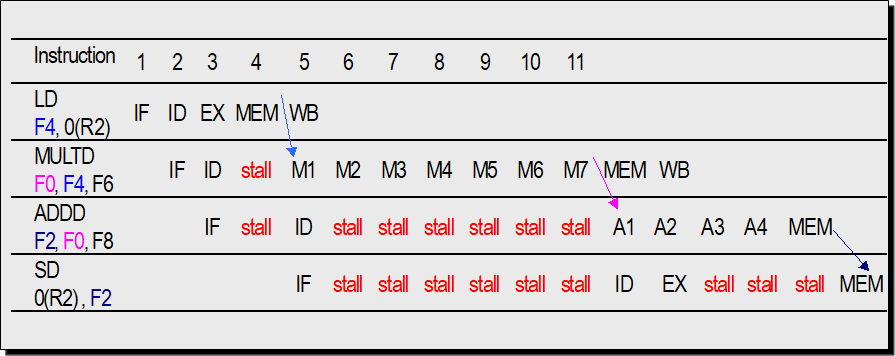 Instruction 1 2 3 4 5 6 7 8 9 10 11
LD
F4, 0(R2) IF ID EX MEM WB
MULTD
F0, F4, F6 IF ID stall M1 M2 M3 M4 M5 M6 M7 MEM WB
ADDD
F2, F0, F8 IF stall ID stall stall stall stall stall stall A1 A2 A3 A4 MEM
SD
0(R2) , F2 IF stall stall stall stall stall stall ID EX stall stall stall MEM